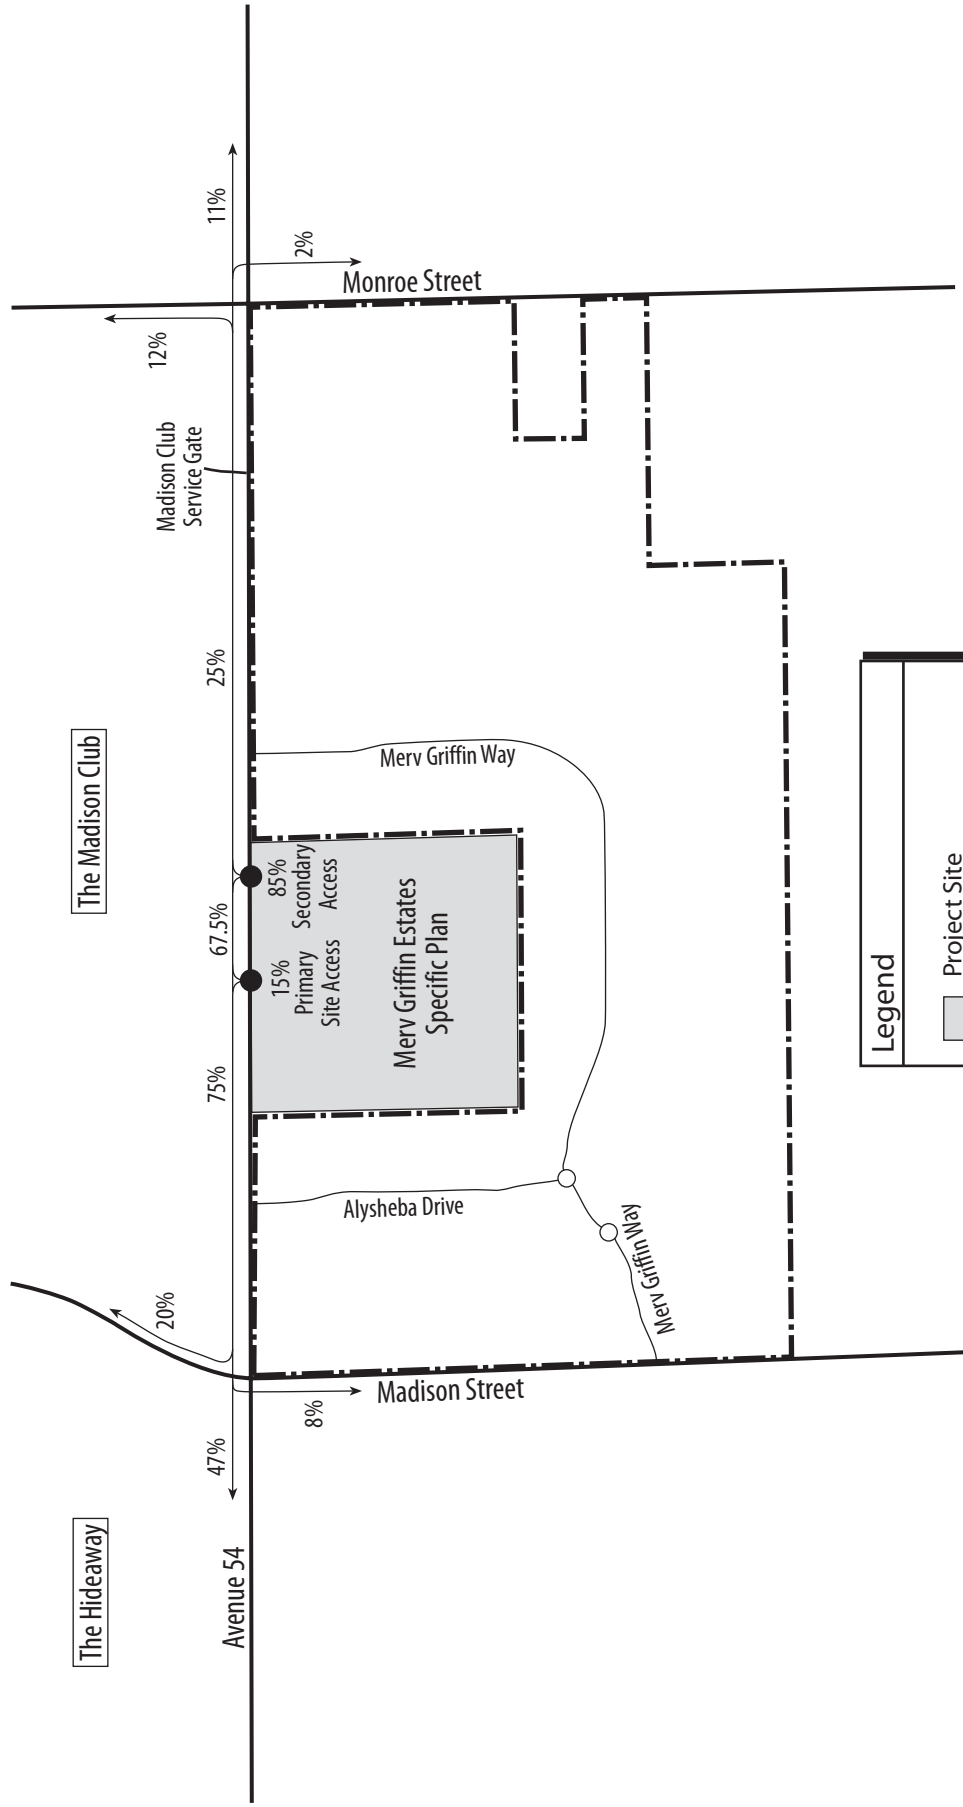 The Hideaway
The Madison Club
Madison Club
Service Gate
20%
12%
47%
75%
67.5%
25%
11%
Avenue 54
8%
15%
Primary
Site Access
85%
Secondary
Access
2%
Madison Street
Alysheba Drive
Merv Griffin Estates
Specific Plan
Merv Griffin Way
Monroe Street
Merv Griffin Way
Legend
Project Site